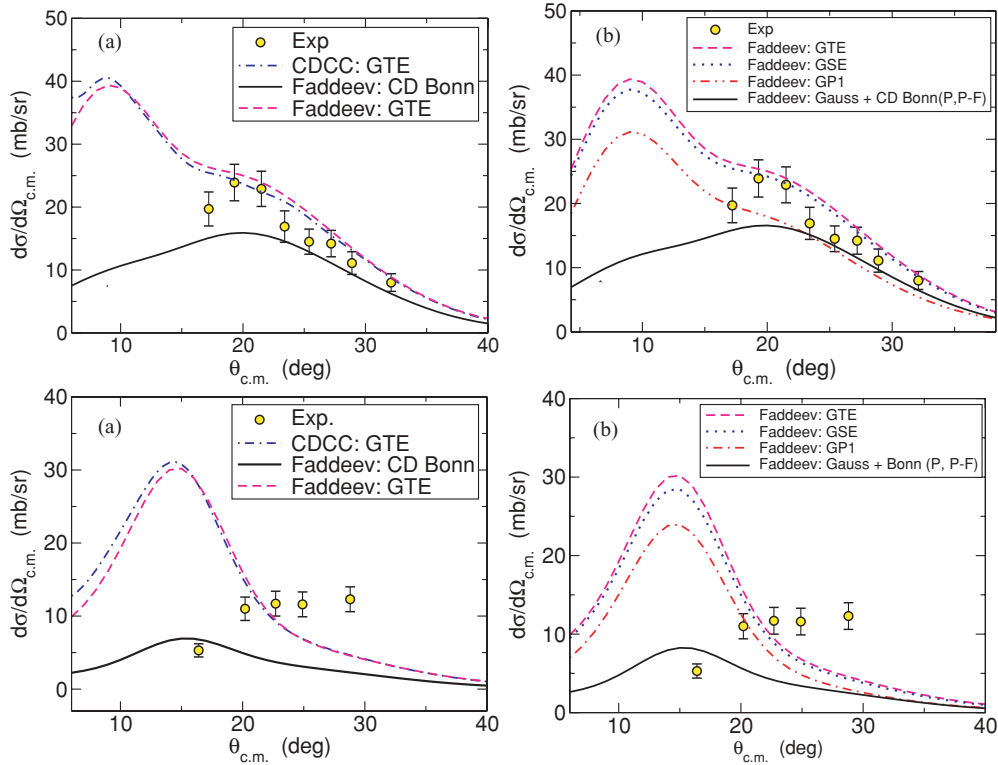 (a)
Exp
CDCC: GTE
Faddeev: CD Bonn
Faddeev: GTE
50
40
30
20
10
0
dσ/dΩc.m. (mb/sr)
10 20 30 40
θc.m. (deg)
(b)
Exp
Faddeev: GTE
Faddeev: GSE
Faddeev: GP1
Faddeev: Gauss + CD Bonn(P,P-F)
50
40
30
20
10
0
dσ/dΩc.m. (mb/sr)
10 20 30
θc.m. (deg)
(a)
Exp.
CDCC: GTE
Faddeev: CD Bonn
Faddeev: GTE
40
30
20
10
0
dσ/dΩc.m. (mb/sr)
10 20 30 40
θc.m. (deg)
(b)
Faddeev: GTE
Faddeev: GSE
Faddeev: GP1
Faddeev: Gauss + Bonn (P, P-F)
40
30
20
10
0
dσ/dΩc.m. (mb/sr)
10 20 30 40
θc.m. (deg)